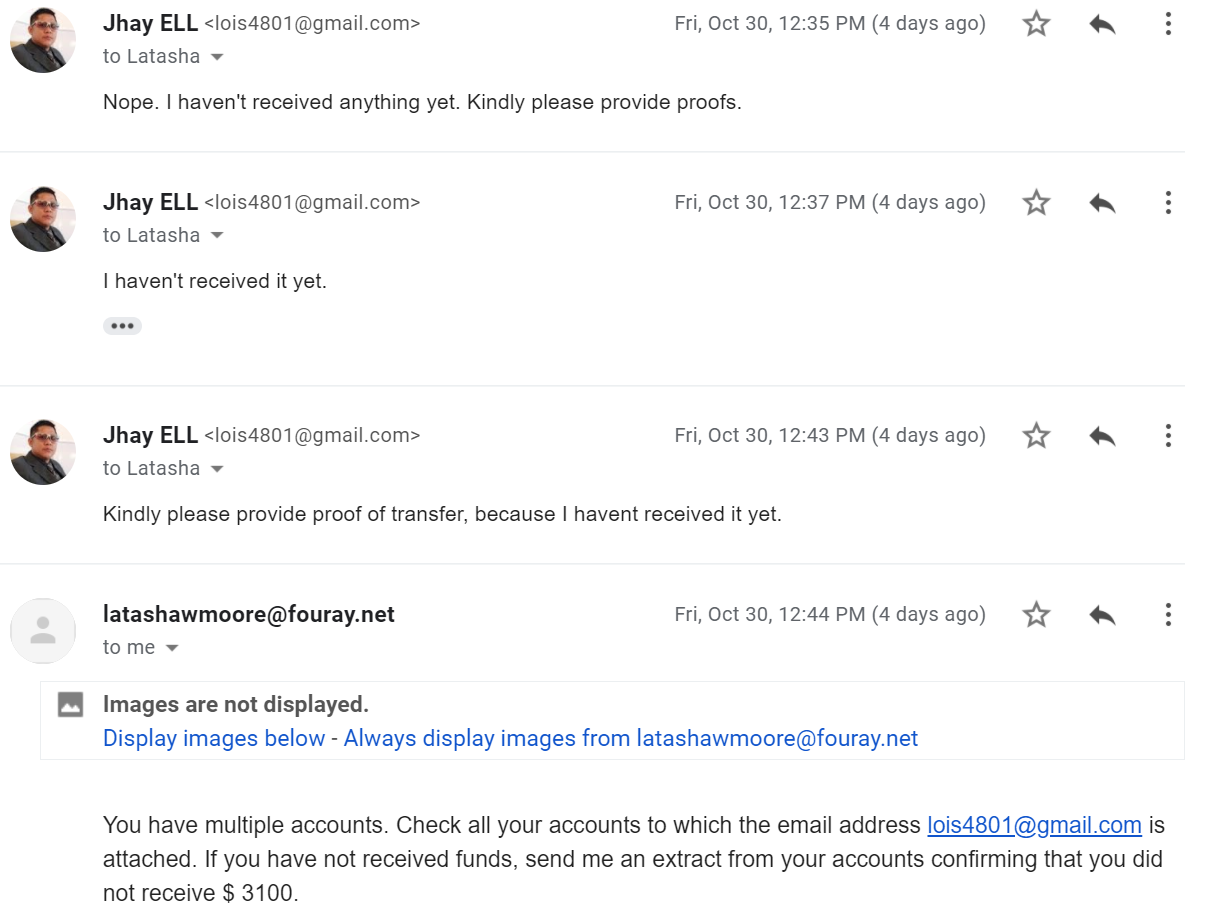 Jhay ELL <lois4801@gmail.com> Fri, Oct 30, 12:35 PM (4 days ago)
to Latasha
Nope. I haven't received anything yet. Kindly please provide proofs.
Jhay ELL <lois4801@gmail.com> Fri, Oct 30, 12:37 PM (4 days ago)
to Latasha
I haven't received it yet.
Jhay ELL <lois4801@gmail.com> Fri, Oct 30, 12:43 PM (4 days ago)
to Latasha
Kindly please provide proof of transfer, because I havent received it yet.
latashawmoore@fouray.net Fri, Oct 30, 12:44 PM (4 days ago)
to me
Images are not displayed.
Display images below - Always display images from latashawmoore@fouray.net
You have multiple accounts. Check all your accounts to which the email address lois4801@gmail.com is
attached. If you have not received funds, send me an extract from your accounts confirming that you did
not receive $ 3100.